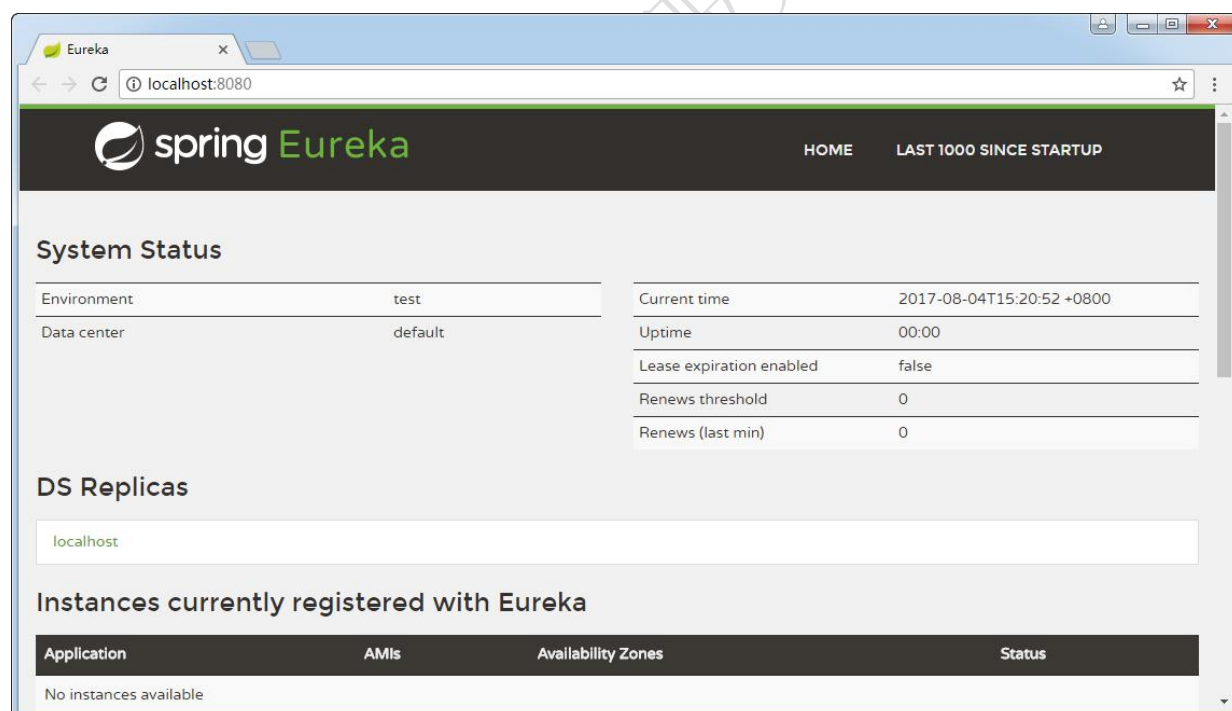 Eureka
localhost:8080
spring Eureka
HOME LAST 1000 SINCE STARTUP
System Status
Environment test
Data center default
Current time 2017-08-04T15:20:52 +0800
Uptime 00:00
Lease expiration enabled false
Renews threshold 0
Renews (last min) 0
DS Replicas
localhost
Instances currently registered with Eureka
Application AMIs Availability Zones Status
No instances available